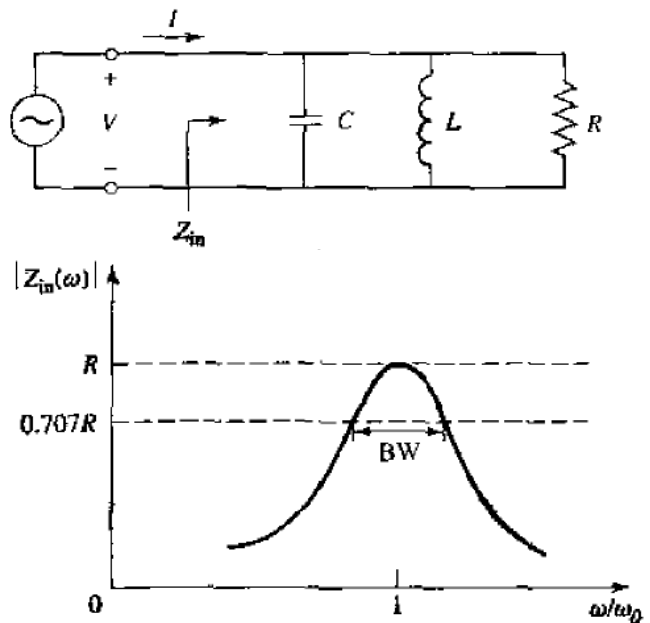 I
+
V
−
C
L
R
Z_in
|Z_in(ω)|
R
0.707R
BW
0
1
ω/ω_0